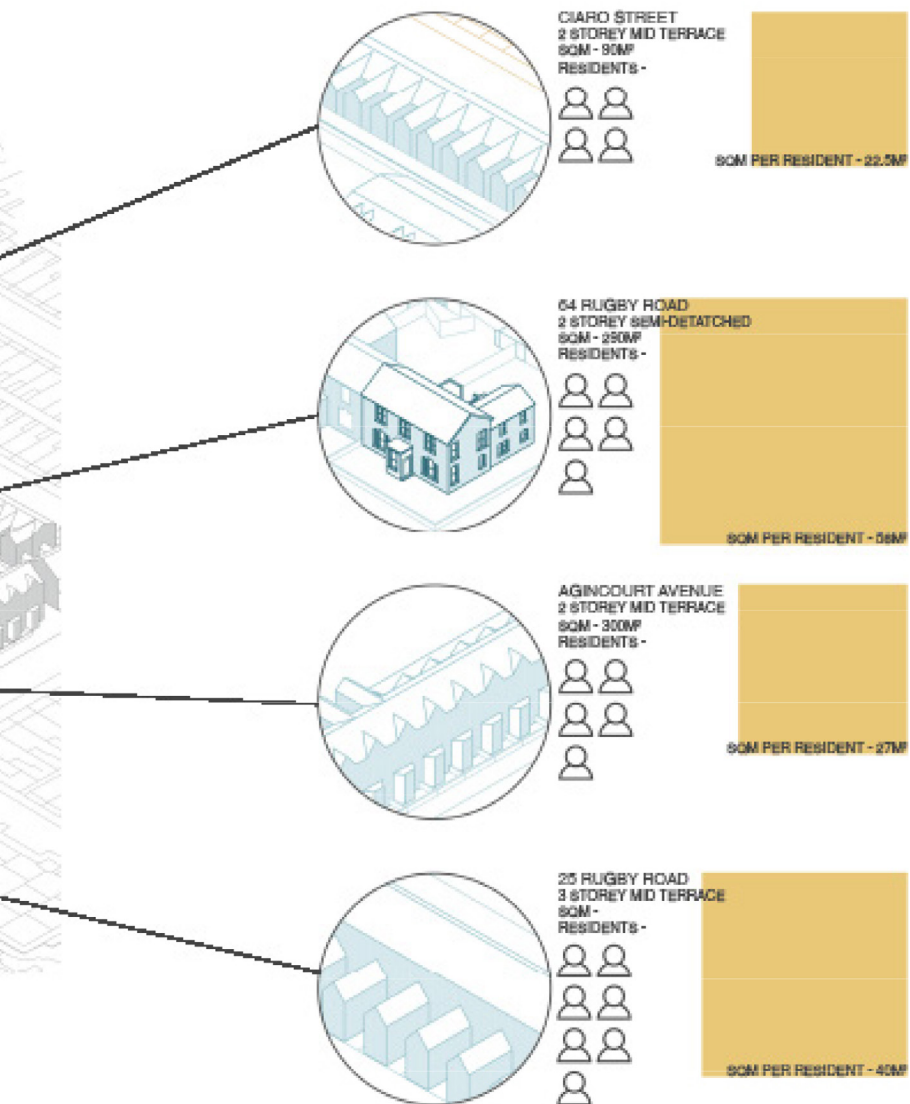 CIARO STREET
2 STOREY MID TERRACE
SQM - 90M²
RESIDENTS -
SQM PER RESIDENT - 22.5M²
64 RUGBY ROAD
2 STOREY SEMI-DETATCHED
SQM - 290M²
RESIDENTS -
SQM PER RESIDENT - 58M²
AGINCOURT AVENUE
2 STOREY MID TERRACE
SQM - 300M²
RESIDENTS -
SQM PER RESIDENT - 27M²
25 RUGBY ROAD
3 STOREY MID TERRACE
SQM -
RESIDENTS -
SQM PER RESIDENT - 40M²